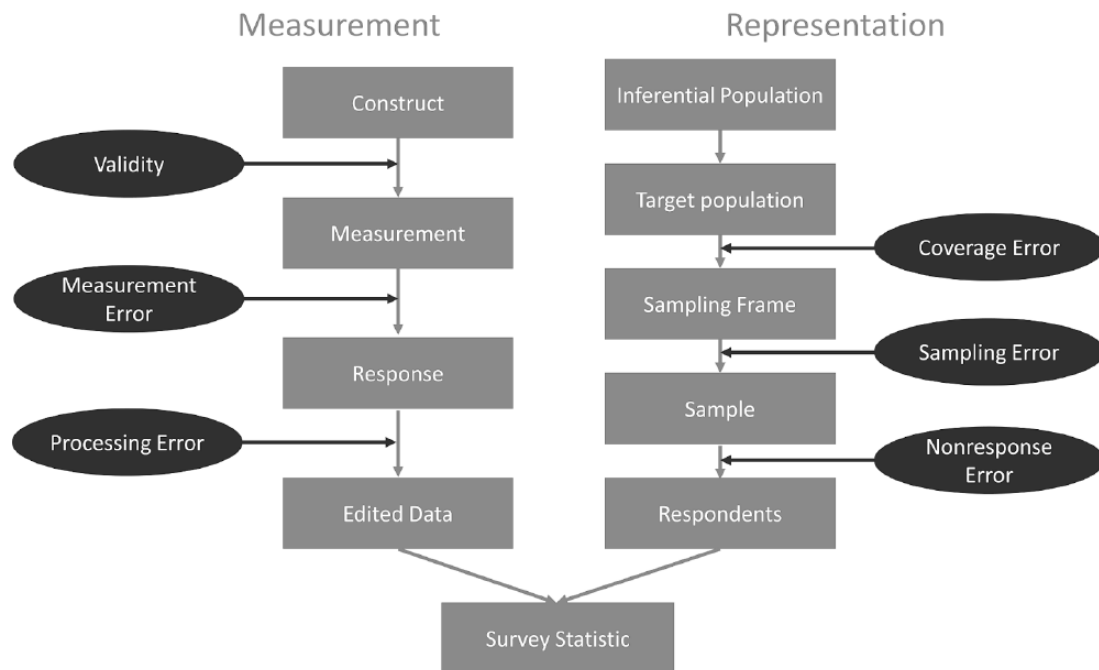 Measurement
Representation
Construct
Inferential Population
Validity
Target population
Measurement
Coverage Error
Measurement
Error
Sampling Frame
Sampling Error
Response
Sample
Processing Error
Nonresponse
Error
Edited Data
Respondents
Survey Statistic